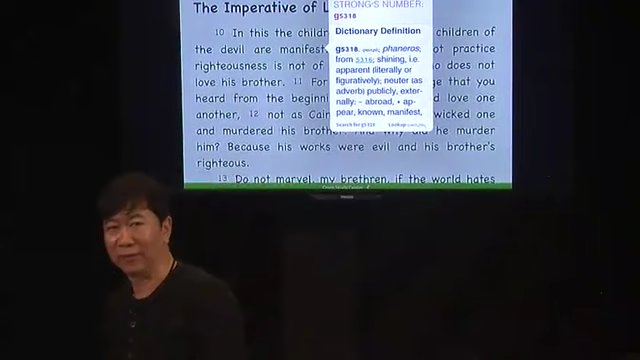 The Imperative of L
10 In this the childr
the devil are manifest
righteousness is not of
love his brother. 11 For
heard from the beginni
another, 12 not as Cain
and murdered his brother. And why did he murder
him? Because his works were evil and his brother's
righteous.
13 Do not marvel, my brethren, if the world hates
children of
ot practice
o does not
ge that you
d love one
wicked one
STRONG'S NUMBER:
g5318
Dictionary Definition
g5318. phaneros;
from 5316; shining, i.e.
apparent (literally or
figuratively); neuter (as
adverb) publicly, exter-
nally: – abroad, + ap-
pear, known, manifest,
Search for g5318